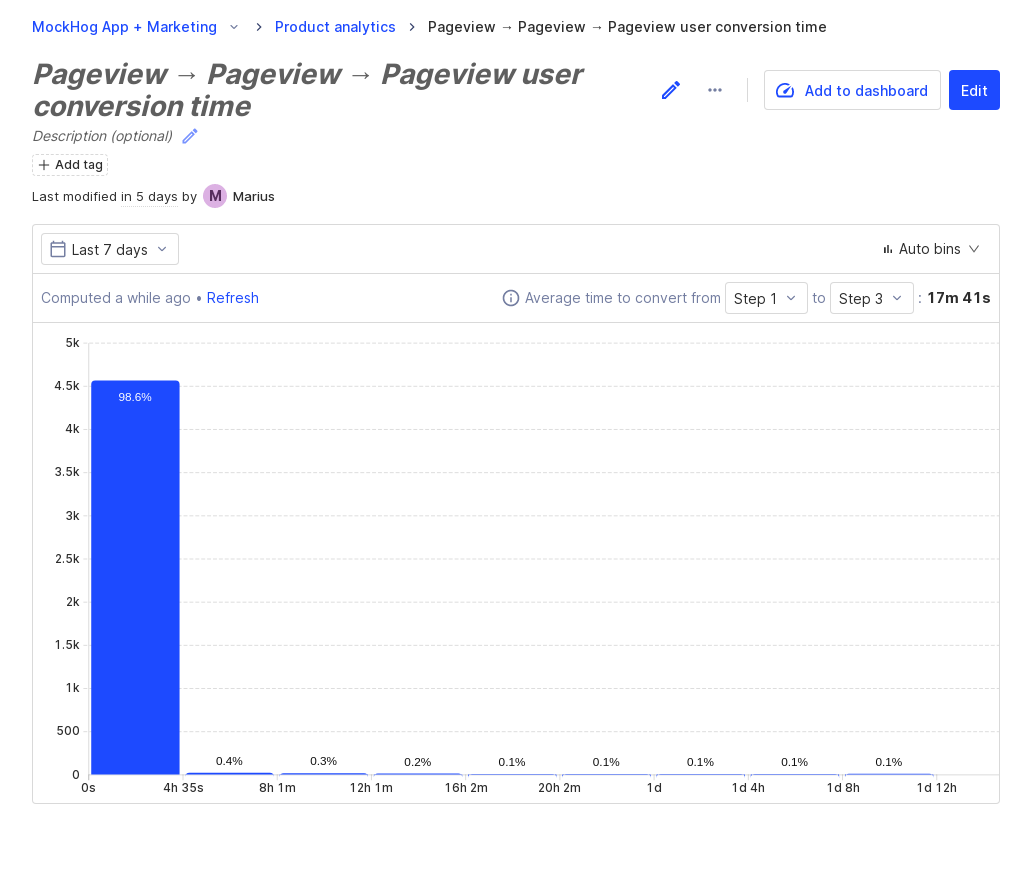 MockHog App + Marketing Product analytics Pageview → Pageview → Pageview user conversion time
Pageview → Pageview → Pageview user
conversion time
Add to dashboard
Edit
Description (optional)
Add tag
Last modified in 5 days by M Marius
Last 7 days
Auto bins
Computed a while ago • Refresh
Average time to convert from Step 1 to Step 3 : 17m 41s
5k
4.5k
4k
3.5k
3k
2.5k
2k
1.5k
1k
500
0
98.6% 0.4% 0.3% 0.2% 0.1% 0.1% 0.1% 0.1% 0.1%
0s 4h 35s 8h 1m 12h 1m 16h 2m 20h 2m 1d 1d 4h 1d 8h 1d 12h